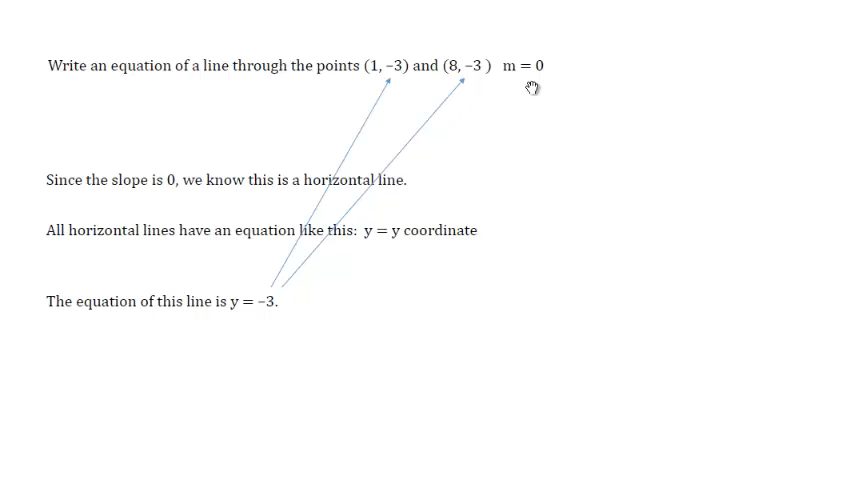 Write an equation of a line through the points (1, –3) and (8, –3 ) m = 0
Since the slope is 0, we know this is a horizontal line.
All horizontal lines have an equation like this: y = y coordinate
The equation of this line is y = –3.